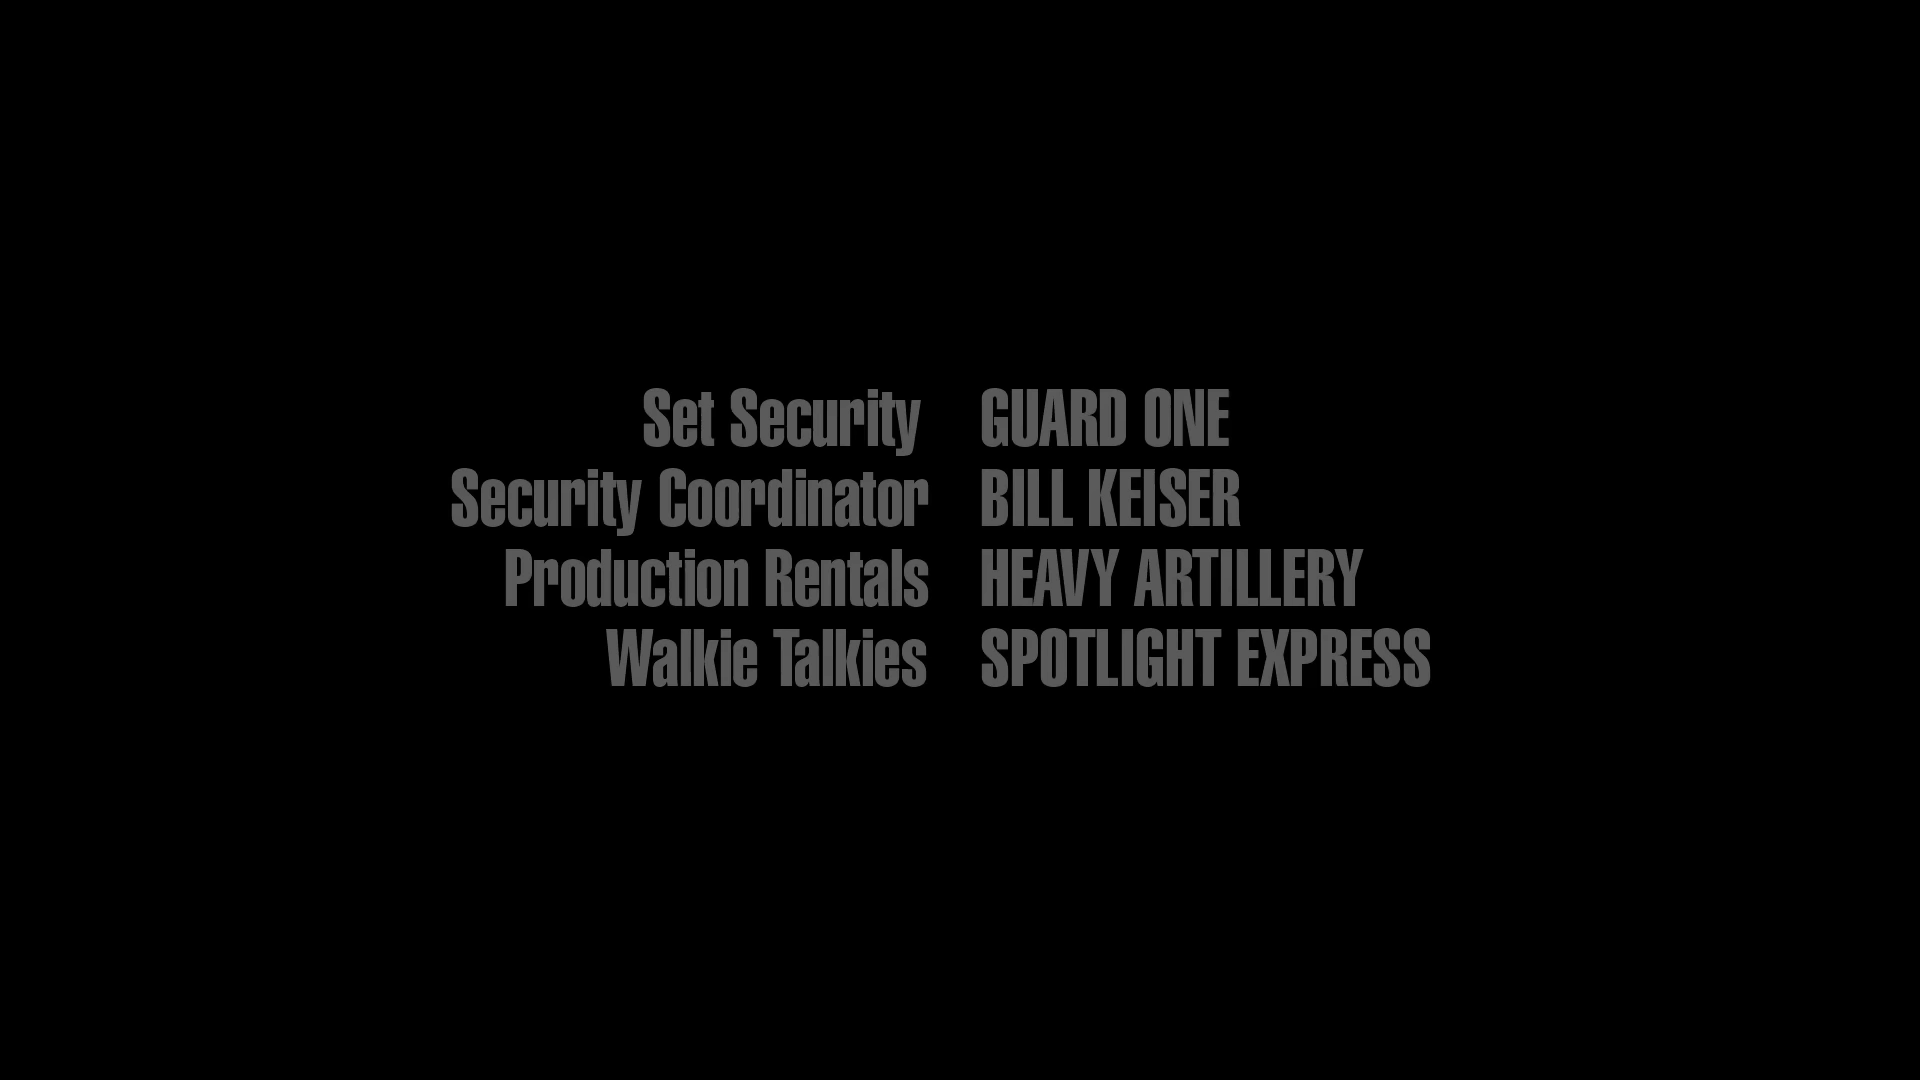 Set Security GUARD ONE
Security Coordinator BILL KEISER
Production Rentals HEAVY ARTILLERY
Walkie Talkies SPOTLIGHT EXPRESS